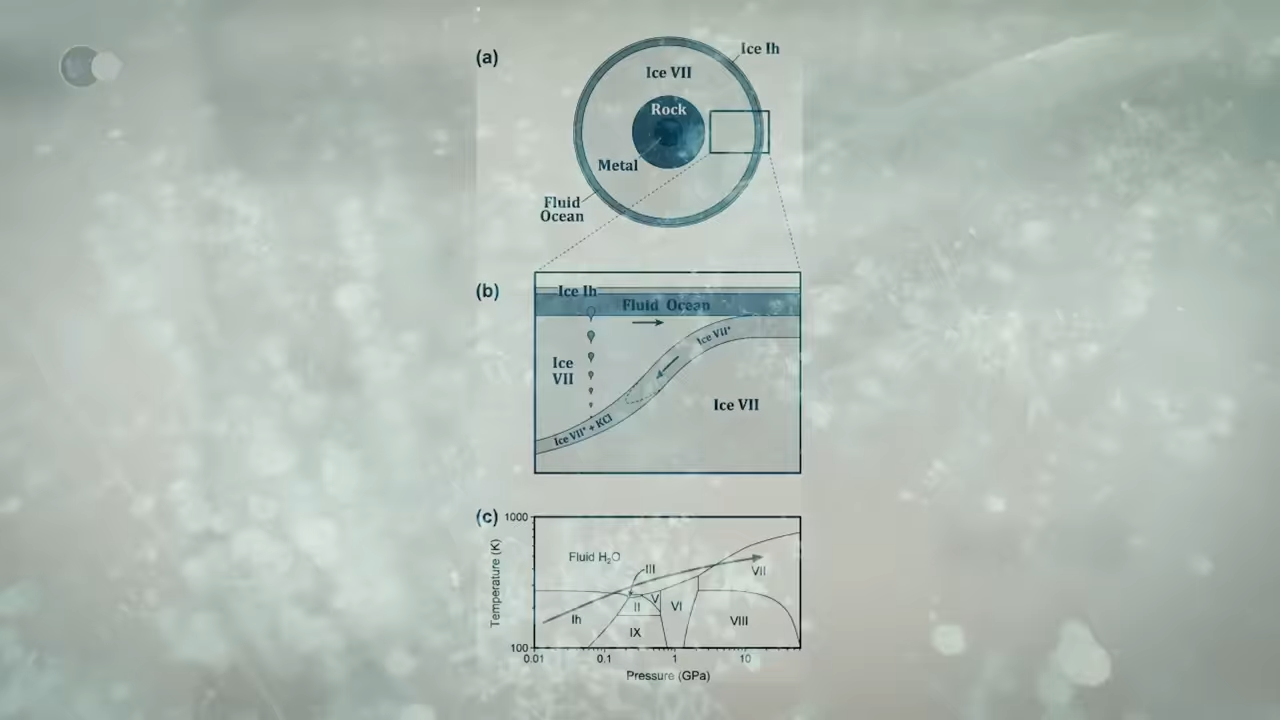 (a)
Ice Ih
Ice VII
Rock
Metal
Fluid
Ocean
(b)
Ice Ih
Fluid Ocean
Ice VII*
Ice
VII
Ice VII
Ice VII* + KCl
(c)
1000
Temperature (K)
Fluid H₂O
III
VII
V
II
VI
Ih
IX
VIII
100
0.01
0.1
1
10
Pressure (GPa)